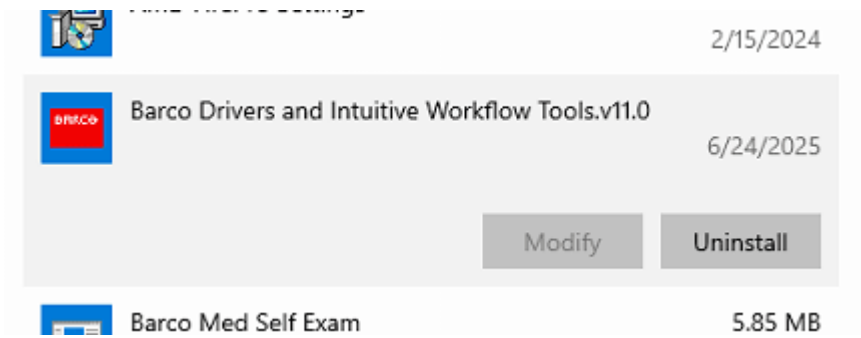 2/15/2024
BARCO
Barco Drivers and Intuitive Workflow Tools.v11.0
6/24/2025
Modify
Uninstall
Barco Med Self Exam
5.85 MB